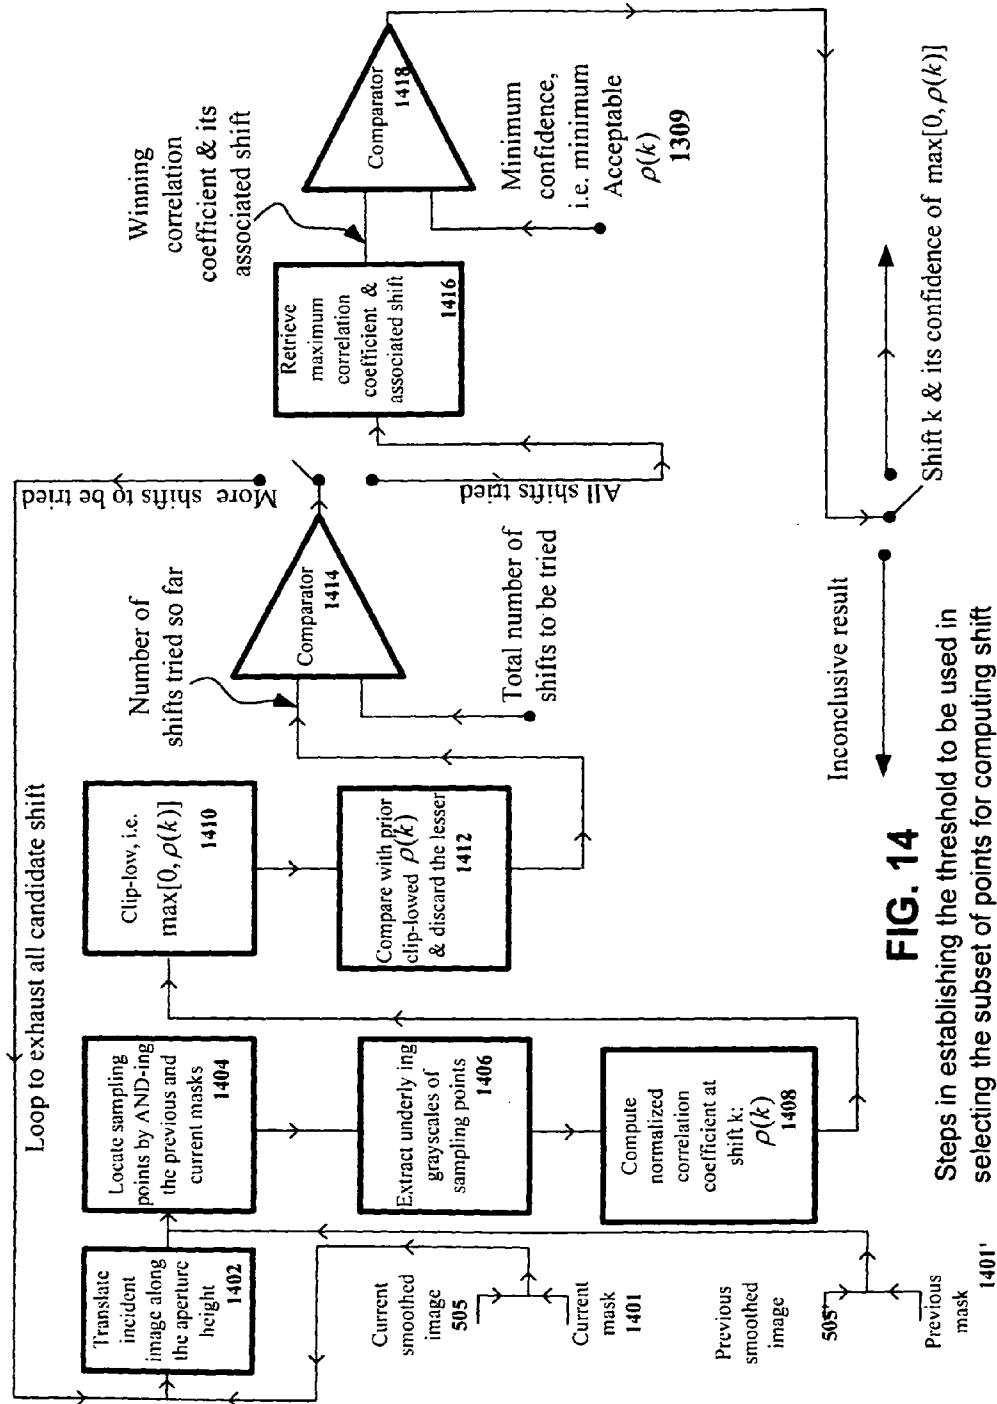 Loop to exhaust all candidate shift
Translate
incident
image along
the aperture
height
1402
Locate sampling
points by AND-ing
the previous and
current masks
1404
Extract underly ing
grayscales of
sampling points
1406
Compute
normalized
correlation
coefficient at
shift k:
ρ(k)
1408
Clip-low, i.e.
max[0, ρ(k)]
1410
Compare with prior
clip-lowed ρ(k)
& discard the lesser
1412
Number of
shifts tried so far
Comparator
1414
Total number of
shifts to be tried
More shifts to be tried
All shifts tried
Retrieve
maximum
correlation
coefficient &
associated shift
1416
Winning
correlation
coefficient & its
associated shift
Comparator
1418
Minimum
confidence,
i.e. minimum
Acceptable
ρ(k)
1309
Current
smoothed
image
505
Current
mask
1401
Previous
smoothed
image
505'
Previous
mask
1401'
Inconclusive result
Shift k & its confidence of max[0, ρ(k)]
FIG. 14
Steps in establishing the threshold to be used in
selecting the subset of points for computing shift